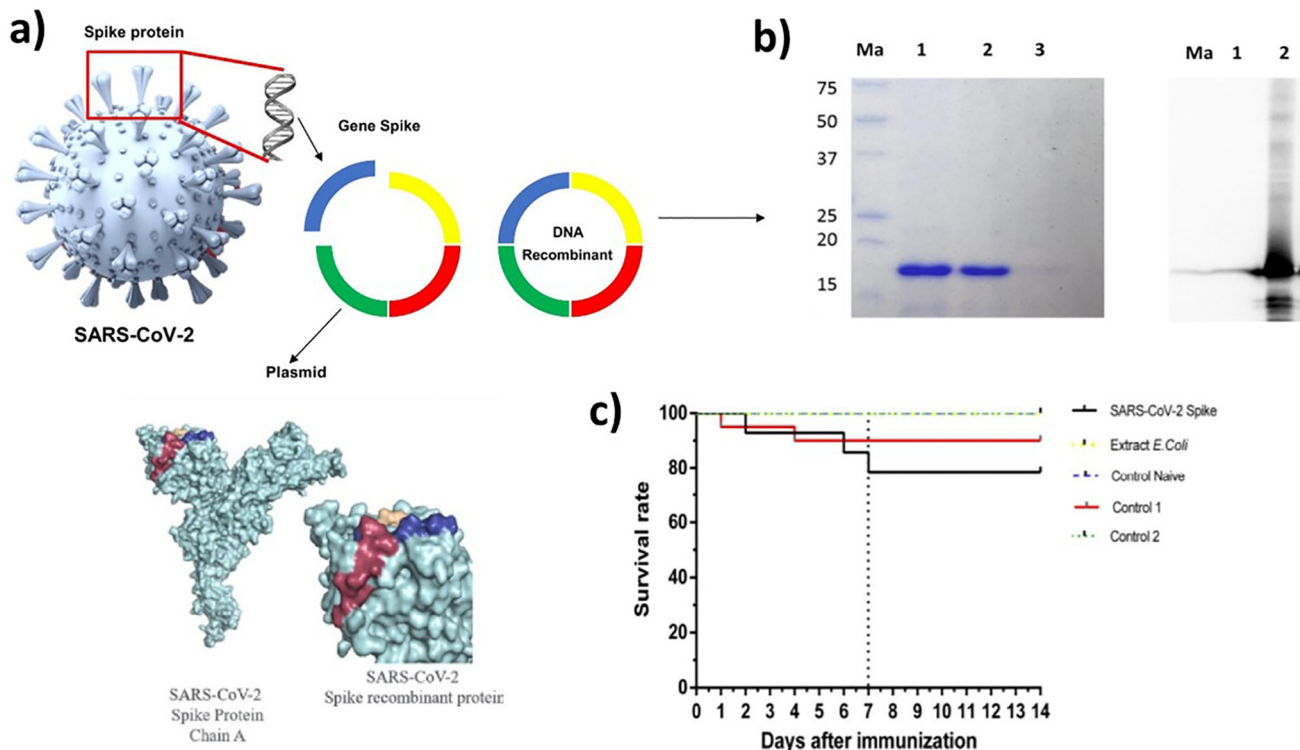 a)
Spike protein
Gene Spike
DNA
Recombinant
SARS-CoV-2
Plasmid
SARS-CoV-2
Spike Protein
Chain A
SARS-CoV-2
Spike recombinant protein
b)
Ma 1 2 3
75
50
37
25
20
15
Ma 1 2
c)
100
80
60
40
20
0
Survival rate
0 1 2 3 4 5 6 7 8 9 10 11 12 13 14
Days after immunization
SARS-CoV-2 Spike
Extract E.Coli
Control Naive
Control 1
Control 2